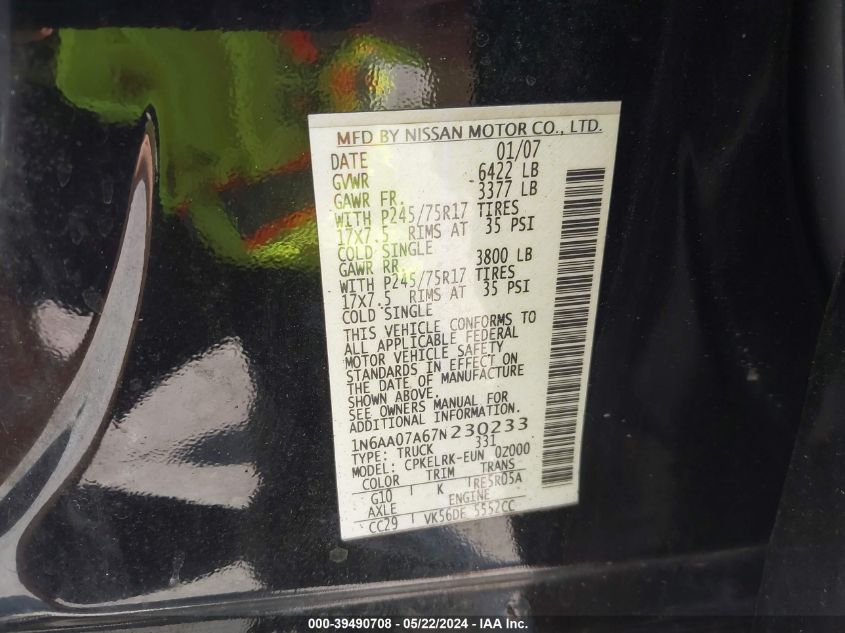 MFD BY NISSAN MOTOR CO., LTD.
DATE 01/07
GVWR 6422 LB
GAWR FR. 3377 LB
WITH P245/75R17 TIRES
17X7.5 RIMS AT 35 PSI
COLD SINGLE
GAWR RR 3800 LB
WITH P245/75R17 TIRES
17X7.5 RIMS AT 35 PSI
COLD SINGLE
THIS VEHICLE CONFORMS TO
ALL APPLICABLE FEDERAL
MOTOR VEHICLE SAFETY
STANDARDS IN EFFECT ON
THE DATE OF MANUFACTURE
SHOWN ABOVE.
SEE OWNERS MANUAL FOR
ADDITIONAL INFORMATION.
1N6AA07A67N230233
TYPE: TRUCK 331
MODEL: CPKELRK-EUN 0Z000
COLOR TRIM TRANS
G10 K RE5R05A
AXLE ENGINE
CC29 VK56DE 5552CC
000-39490708 - 05/22/2024 - IAA Inc.